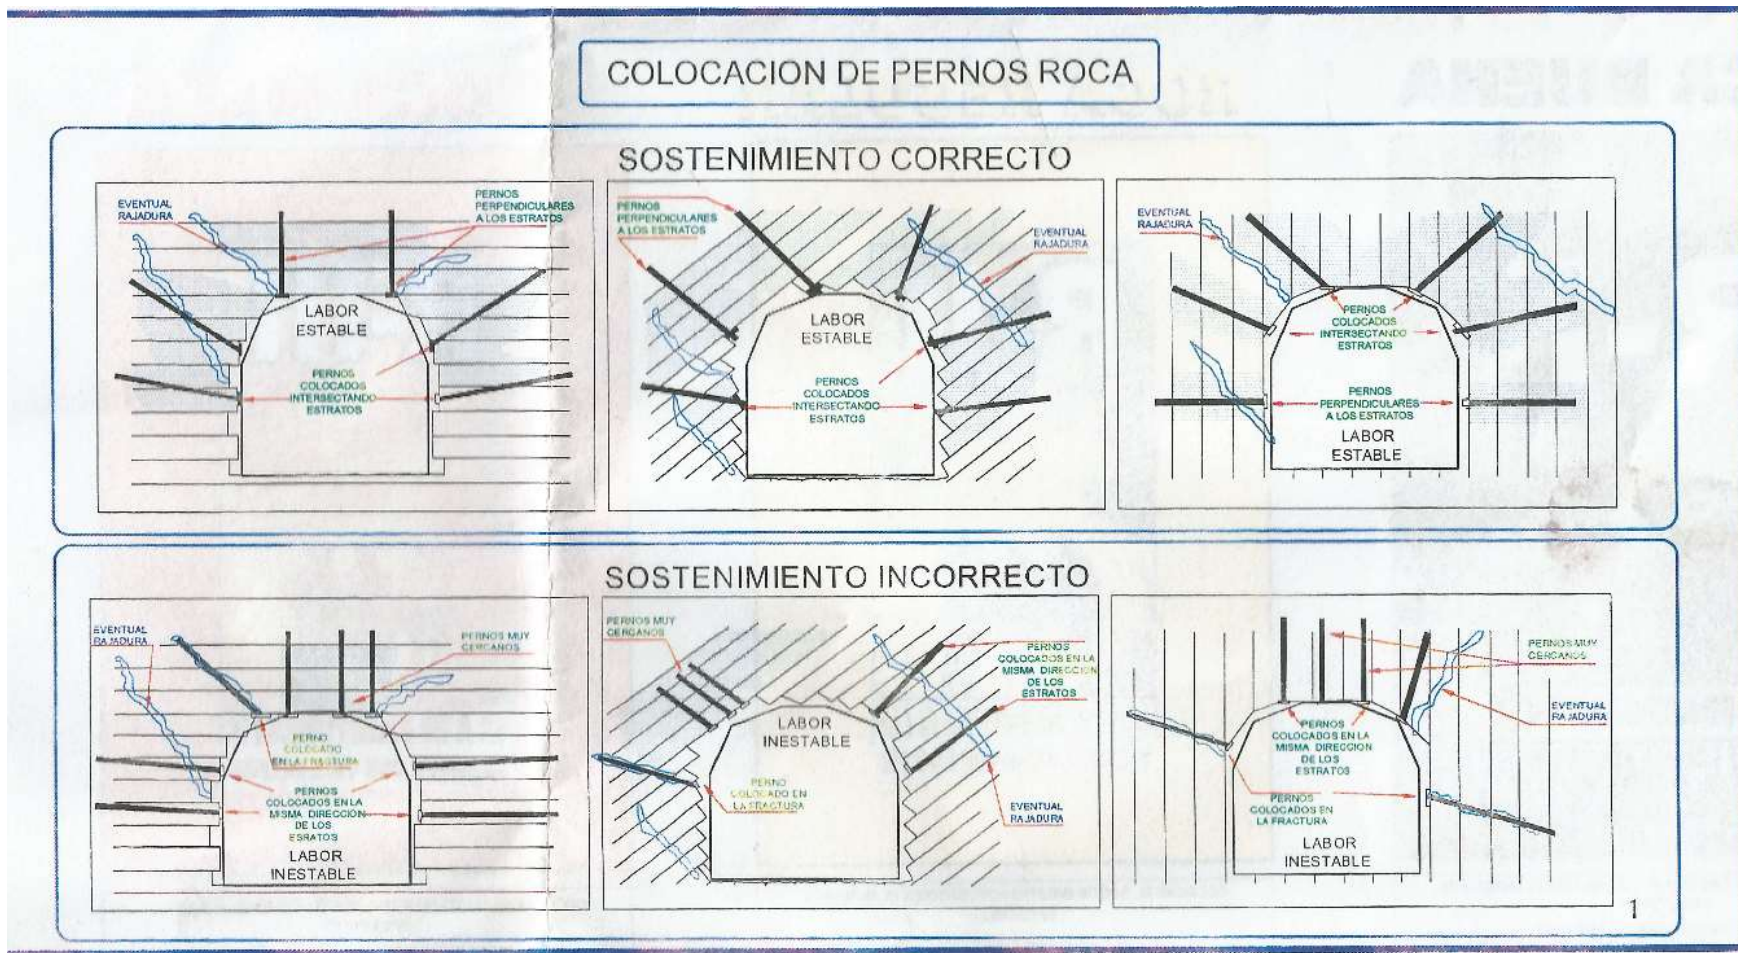 COLOCACION DE PERNOS ROCA
SOSTENIMIENTO CORRECTO
EVENTUAL
RAJADURA
PERNOS
PERPENDICULARES
A LOS ESTRATOS
LABOR
ESTABLE
PERNOS
COLOCADOS
INTERSECTANDO
ESTRATOS
PERNOS
PERPENDICULARES
A LOS ESTRATOS
EVENTUAL
RAJADURA
LABOR
ESTABLE
PERNOS
COLOCADOS
INTERSECTANDO
ESTRATOS
EVENTUAL
RAJADURA
PERNOS
COLOCADOS
INTERSECTANDO
ESTRATOS
PERNOS
PERPENDICULARES
A LOS ESTRATOS
LABOR
ESTABLE
SOSTENIMIENTO INCORRECTO
EVENTUAL
RAJADURA
PERNOS MUY
CERCANOS
PERNO
COLOCADO
EN LA FRACTURA
PERNOS
COLOCADOS EN LA
MISMA DIRECCION
DE LOS
ESRATOS
LABOR
INESTABLE
PERNOS MUY
CERCANOS
PERNOS
COLOCADOS EN LA
MISMA DIRECCION
DE LOS
ESTRATOS
LABOR
INESTABLE
PERNO
COLOCADO EN
LA FRACTURA
EVENTUAL
RAJADURA
PERNOS MUY
CERCANOS
EVENTUAL
RAJADURA
PERNOS
COLOCADOS EN LA
MISMA DIRECCION
DE LOS
ESTRATOS
PERNOS
COLOCADOS EN
LA FRACTURA
LABOR
INESTABLE
1